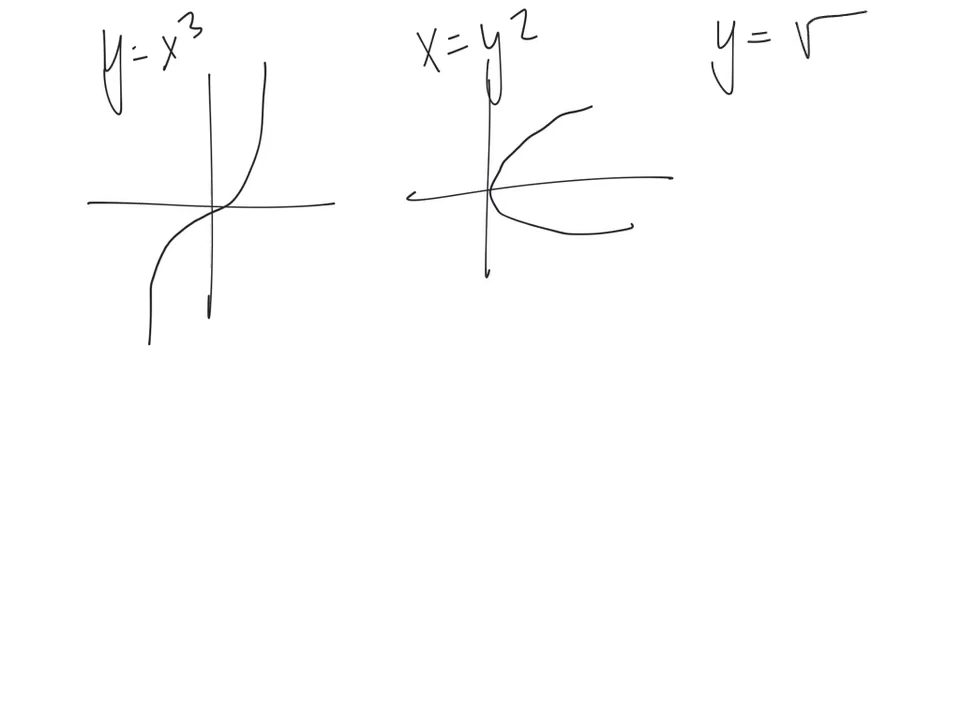 y=x³
x=y²
y=√